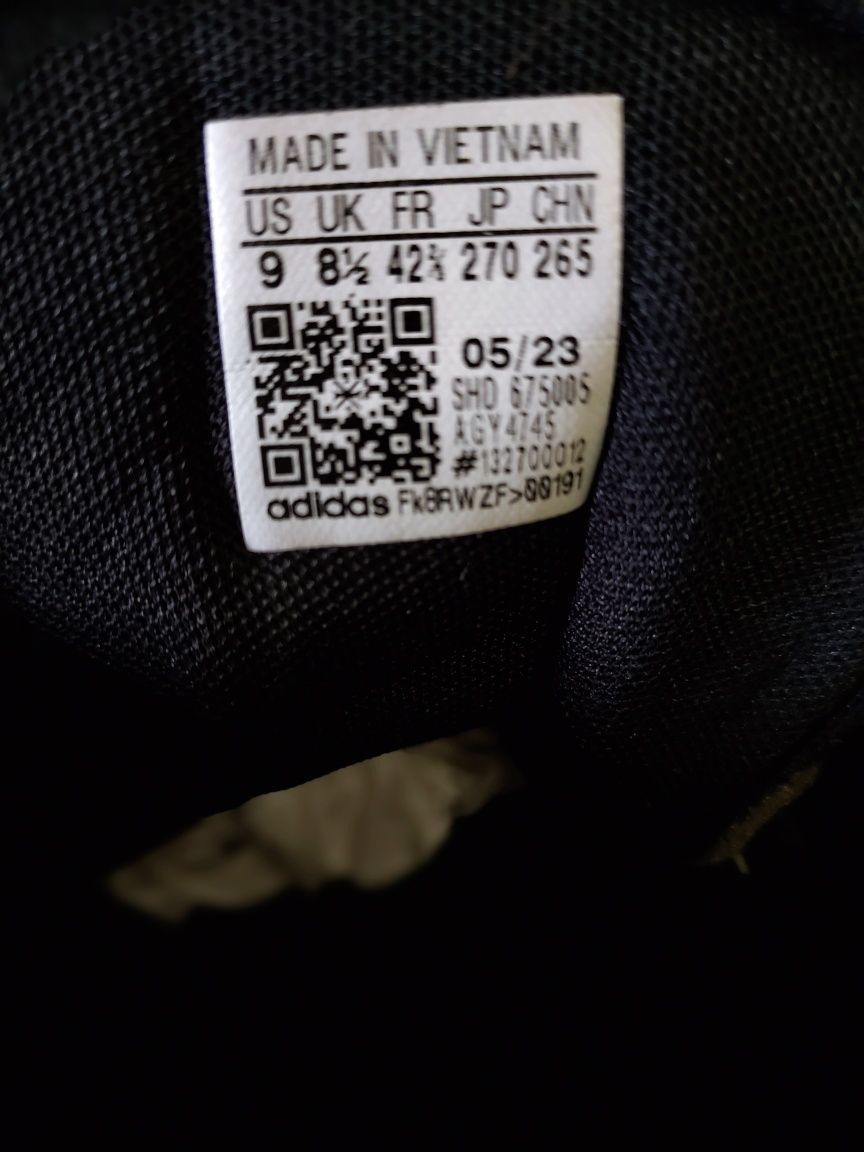 MADE IN VIETNAM
US UK FR JP CHN
9 8½ 42⅔ 270 265
05/23
SHD 675005
#132700012
adidas Fk8RWZF>00191